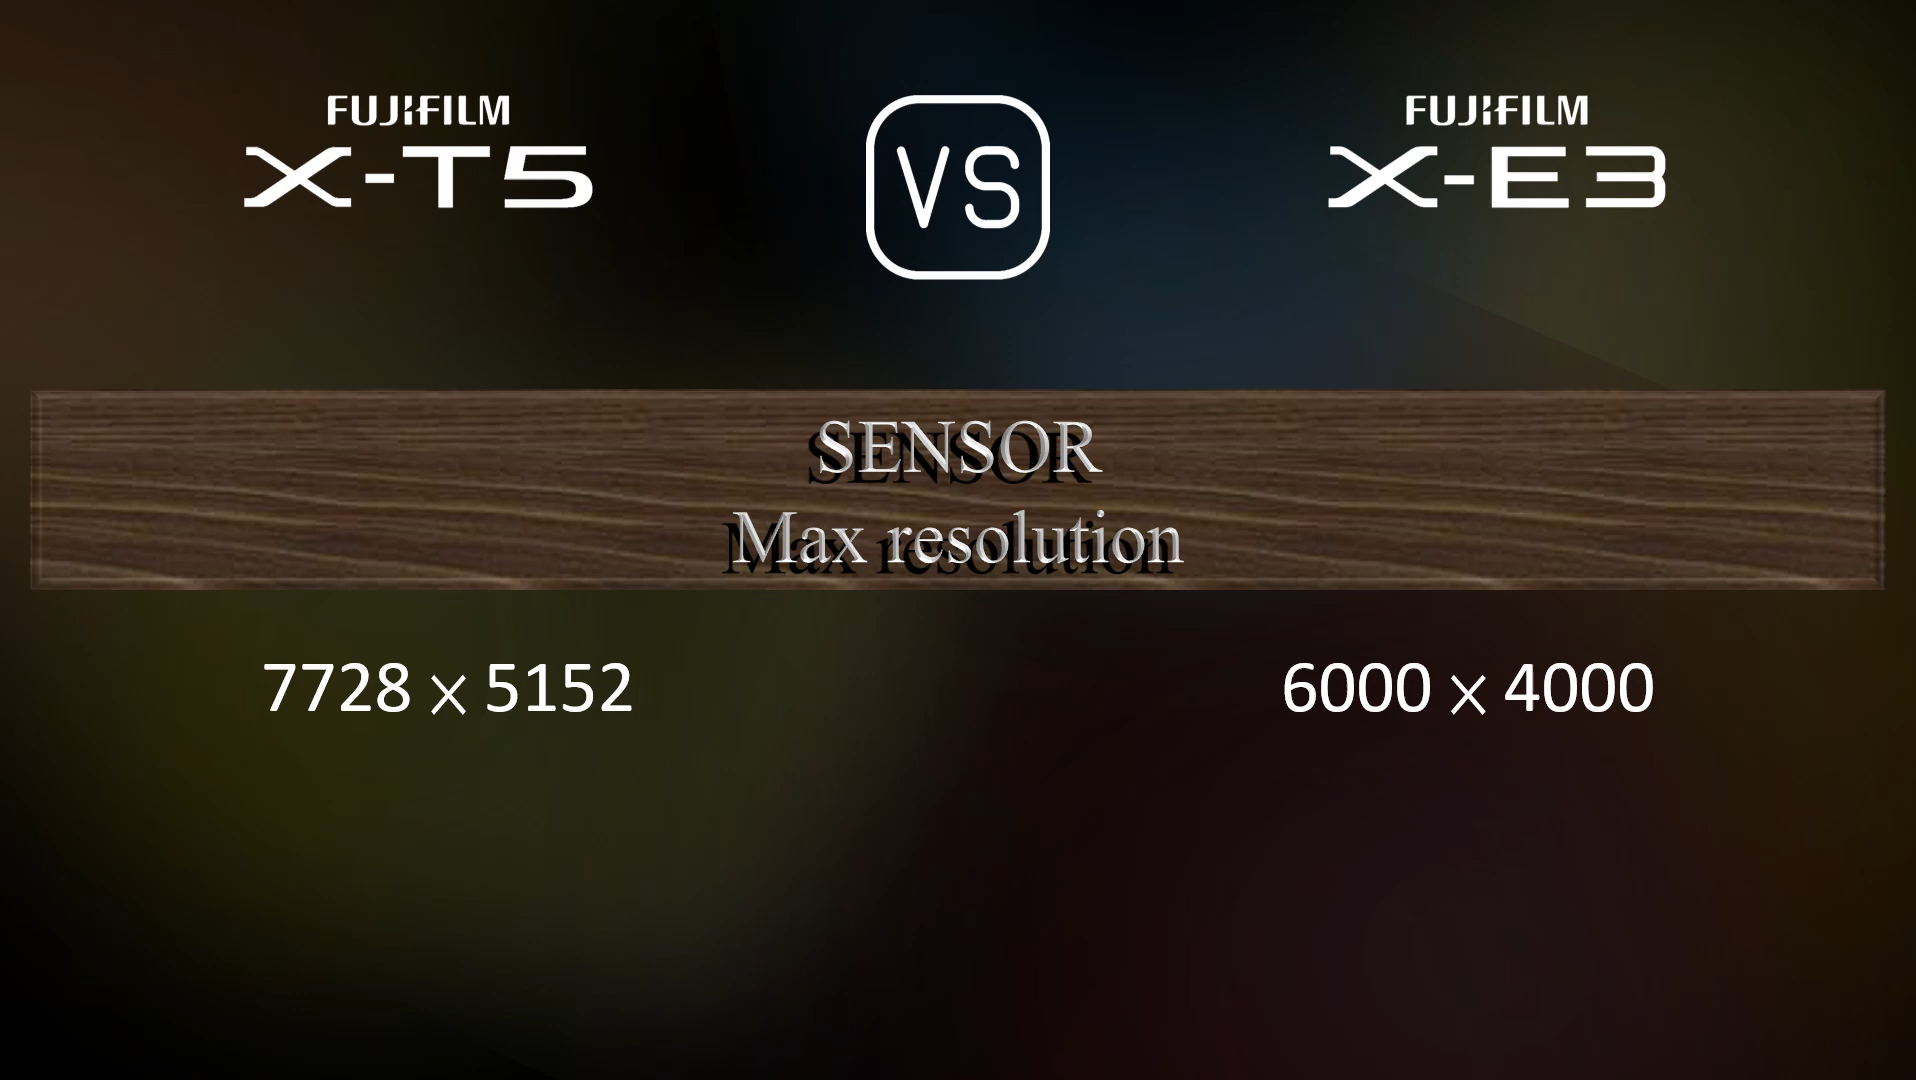 FUJIFILM
X-T5
VS
FUJIFILM
X-E3
SENSOR
Max resolution
7728 x 5152
6000 x 4000